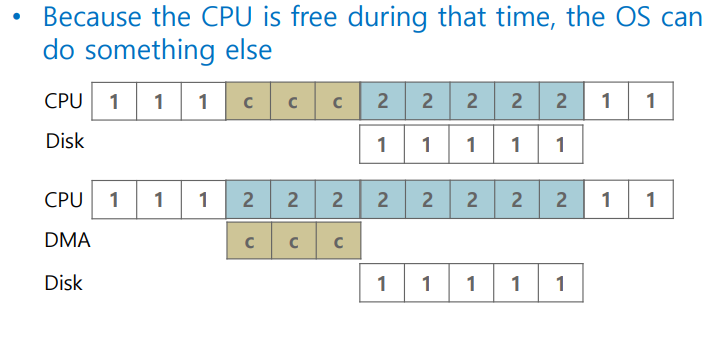 • Because the CPU is free during that time, the OS can
do something else
CPU 1 1 1 c c c 2 2 2 2 2 1 1
Disk 1 1 1 1 1
CPU 1 1 1 2 2 2 2 2 2 2 2 1 1
DMA c c c
Disk 1 1 1 1 1